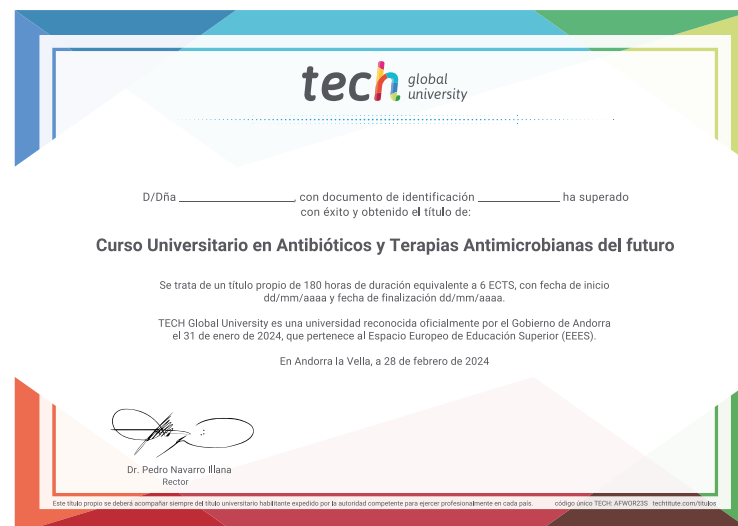 tech global university
D/Dña ____________________, con documento de identificación ______________ ha superado
con éxito y obtenido el título de:
Curso Universitario en Antibióticos y Terapias Antimicrobianas del futuro
Se trata de un título propio de 180 horas de duración equivalente a 6 ECTS, con fecha de inicio
dd/mm/aaaa y fecha de finalización dd/mm/aaaa.
TECH Global University es una universidad reconocida oficialmente por el Gobierno de Andorra
el 31 de enero de 2024, que pertenece al Espacio Europeo de Educación Superior (EEES).
En Andorra la Vella, a 28 de febrero de 2024
Dr. Pedro Navarro Illana
Rector
Este título propio se deberá acompañar siempre del título universitario habilitante expedido por la autoridad competente para ejercer profesionalmente en cada país. código único TECH: AFWOR23S techtitute.com/titulos